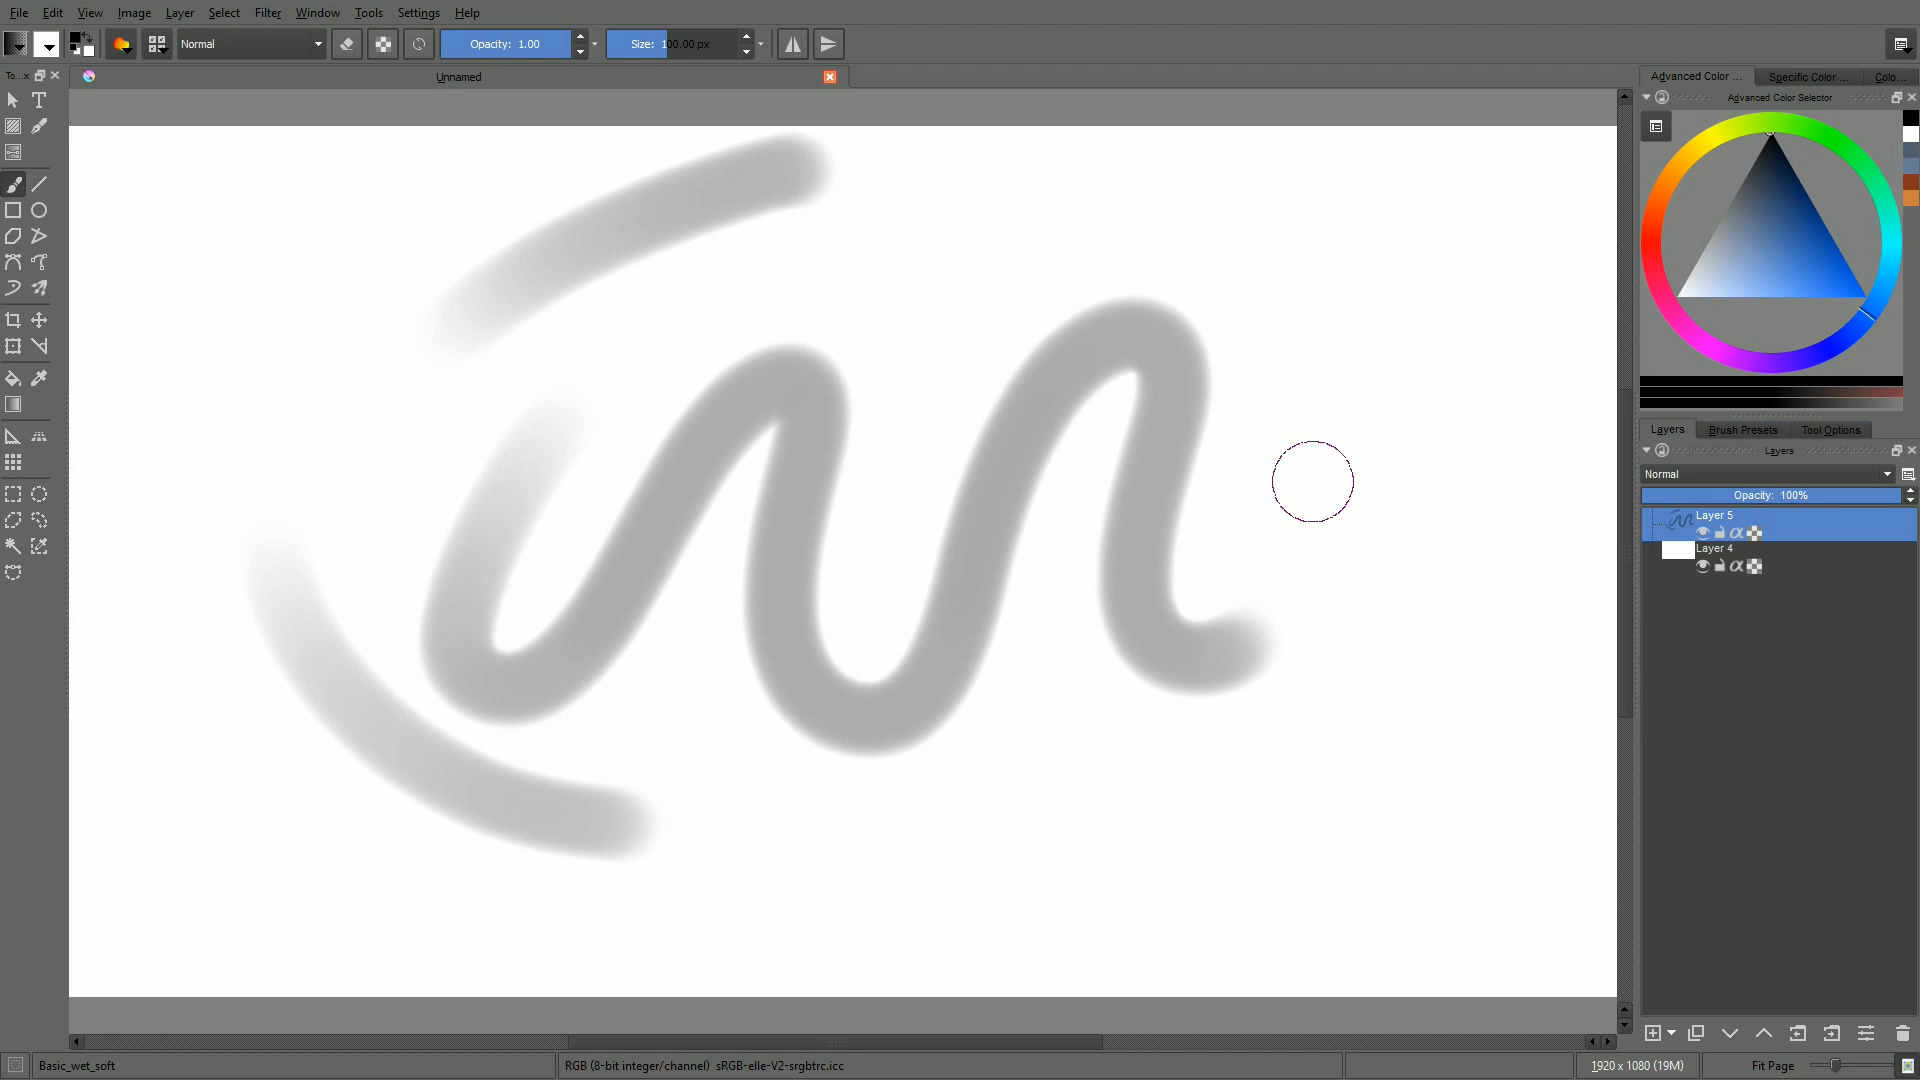 File Edit View Image Layer Select Filter Window Tools Settings Help
Normal Opacity: 1.00 Size: 100.00 px
To...x Unnamed
Advanced Color ... Specific Color ... Colo...
Advanced Color Selector
Layers Brush Presets Tool Options
Layers
Normal
Opacity: 100%
Layer 5
Layer 4
Basic_wet_soft RGB (8-bit integer/channel) sRGB-elle-V2-srgbtrc.icc 1920 x 1080 (19M) Fit Page